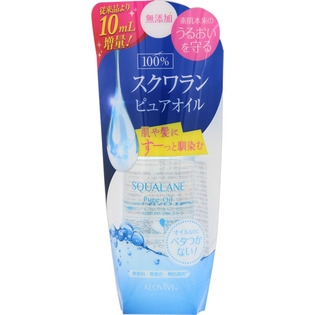 従来品より
10mL
増量!
無添加
素肌本来の
うるおい
を守る
100%
スクワラン
ピュアオイル
肌や髪に
すーっと馴染む
SQUALANE
Pure Oil
オイルなのに
ベタつか
ない!